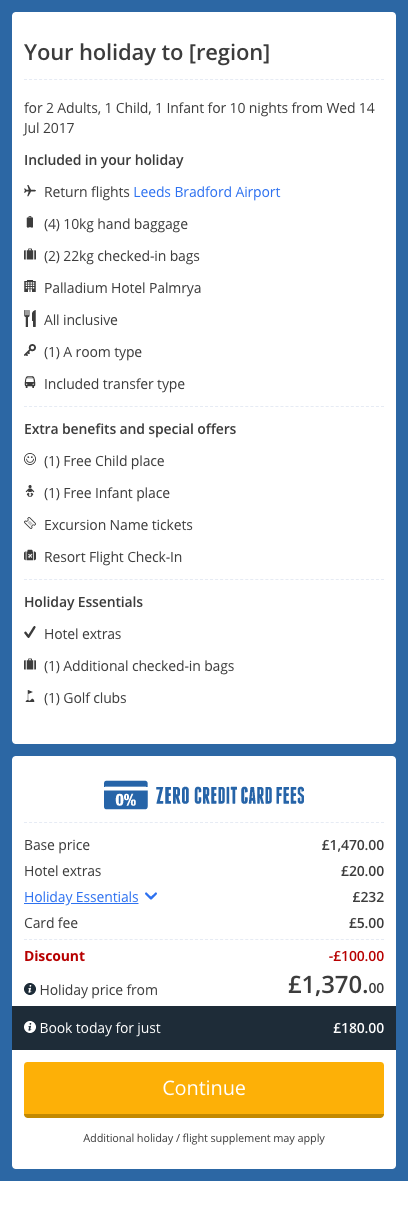 Your holiday to [region]
for 2 Adults, 1 Child, 1 Infant for 10 nights from Wed 14
Jul 2017
Included in your holiday
Return flights Leeds Bradford Airport
(4) 10kg hand baggage
(2) 22kg checked-in bags
Palladium Hotel Palmrya
All inclusive
(1) A room type
Included transfer type
Extra benefits and special offers
(1) Free Child place
(1) Free Infant place
Excursion Name tickets
Resort Flight Check-In
Holiday Essentials
Hotel extras
(1) Additional checked-in bags
(1) Golf clubs
0% ZERO CREDIT CARD FEES
Base price £1,470.00
Hotel extras £20.00
Holiday Essentials £232
Card fee £5.00
Discount -£100.00
Holiday price from £1,370.00
Book today for just £180.00
Continue
Additional holiday / flight supplement may apply